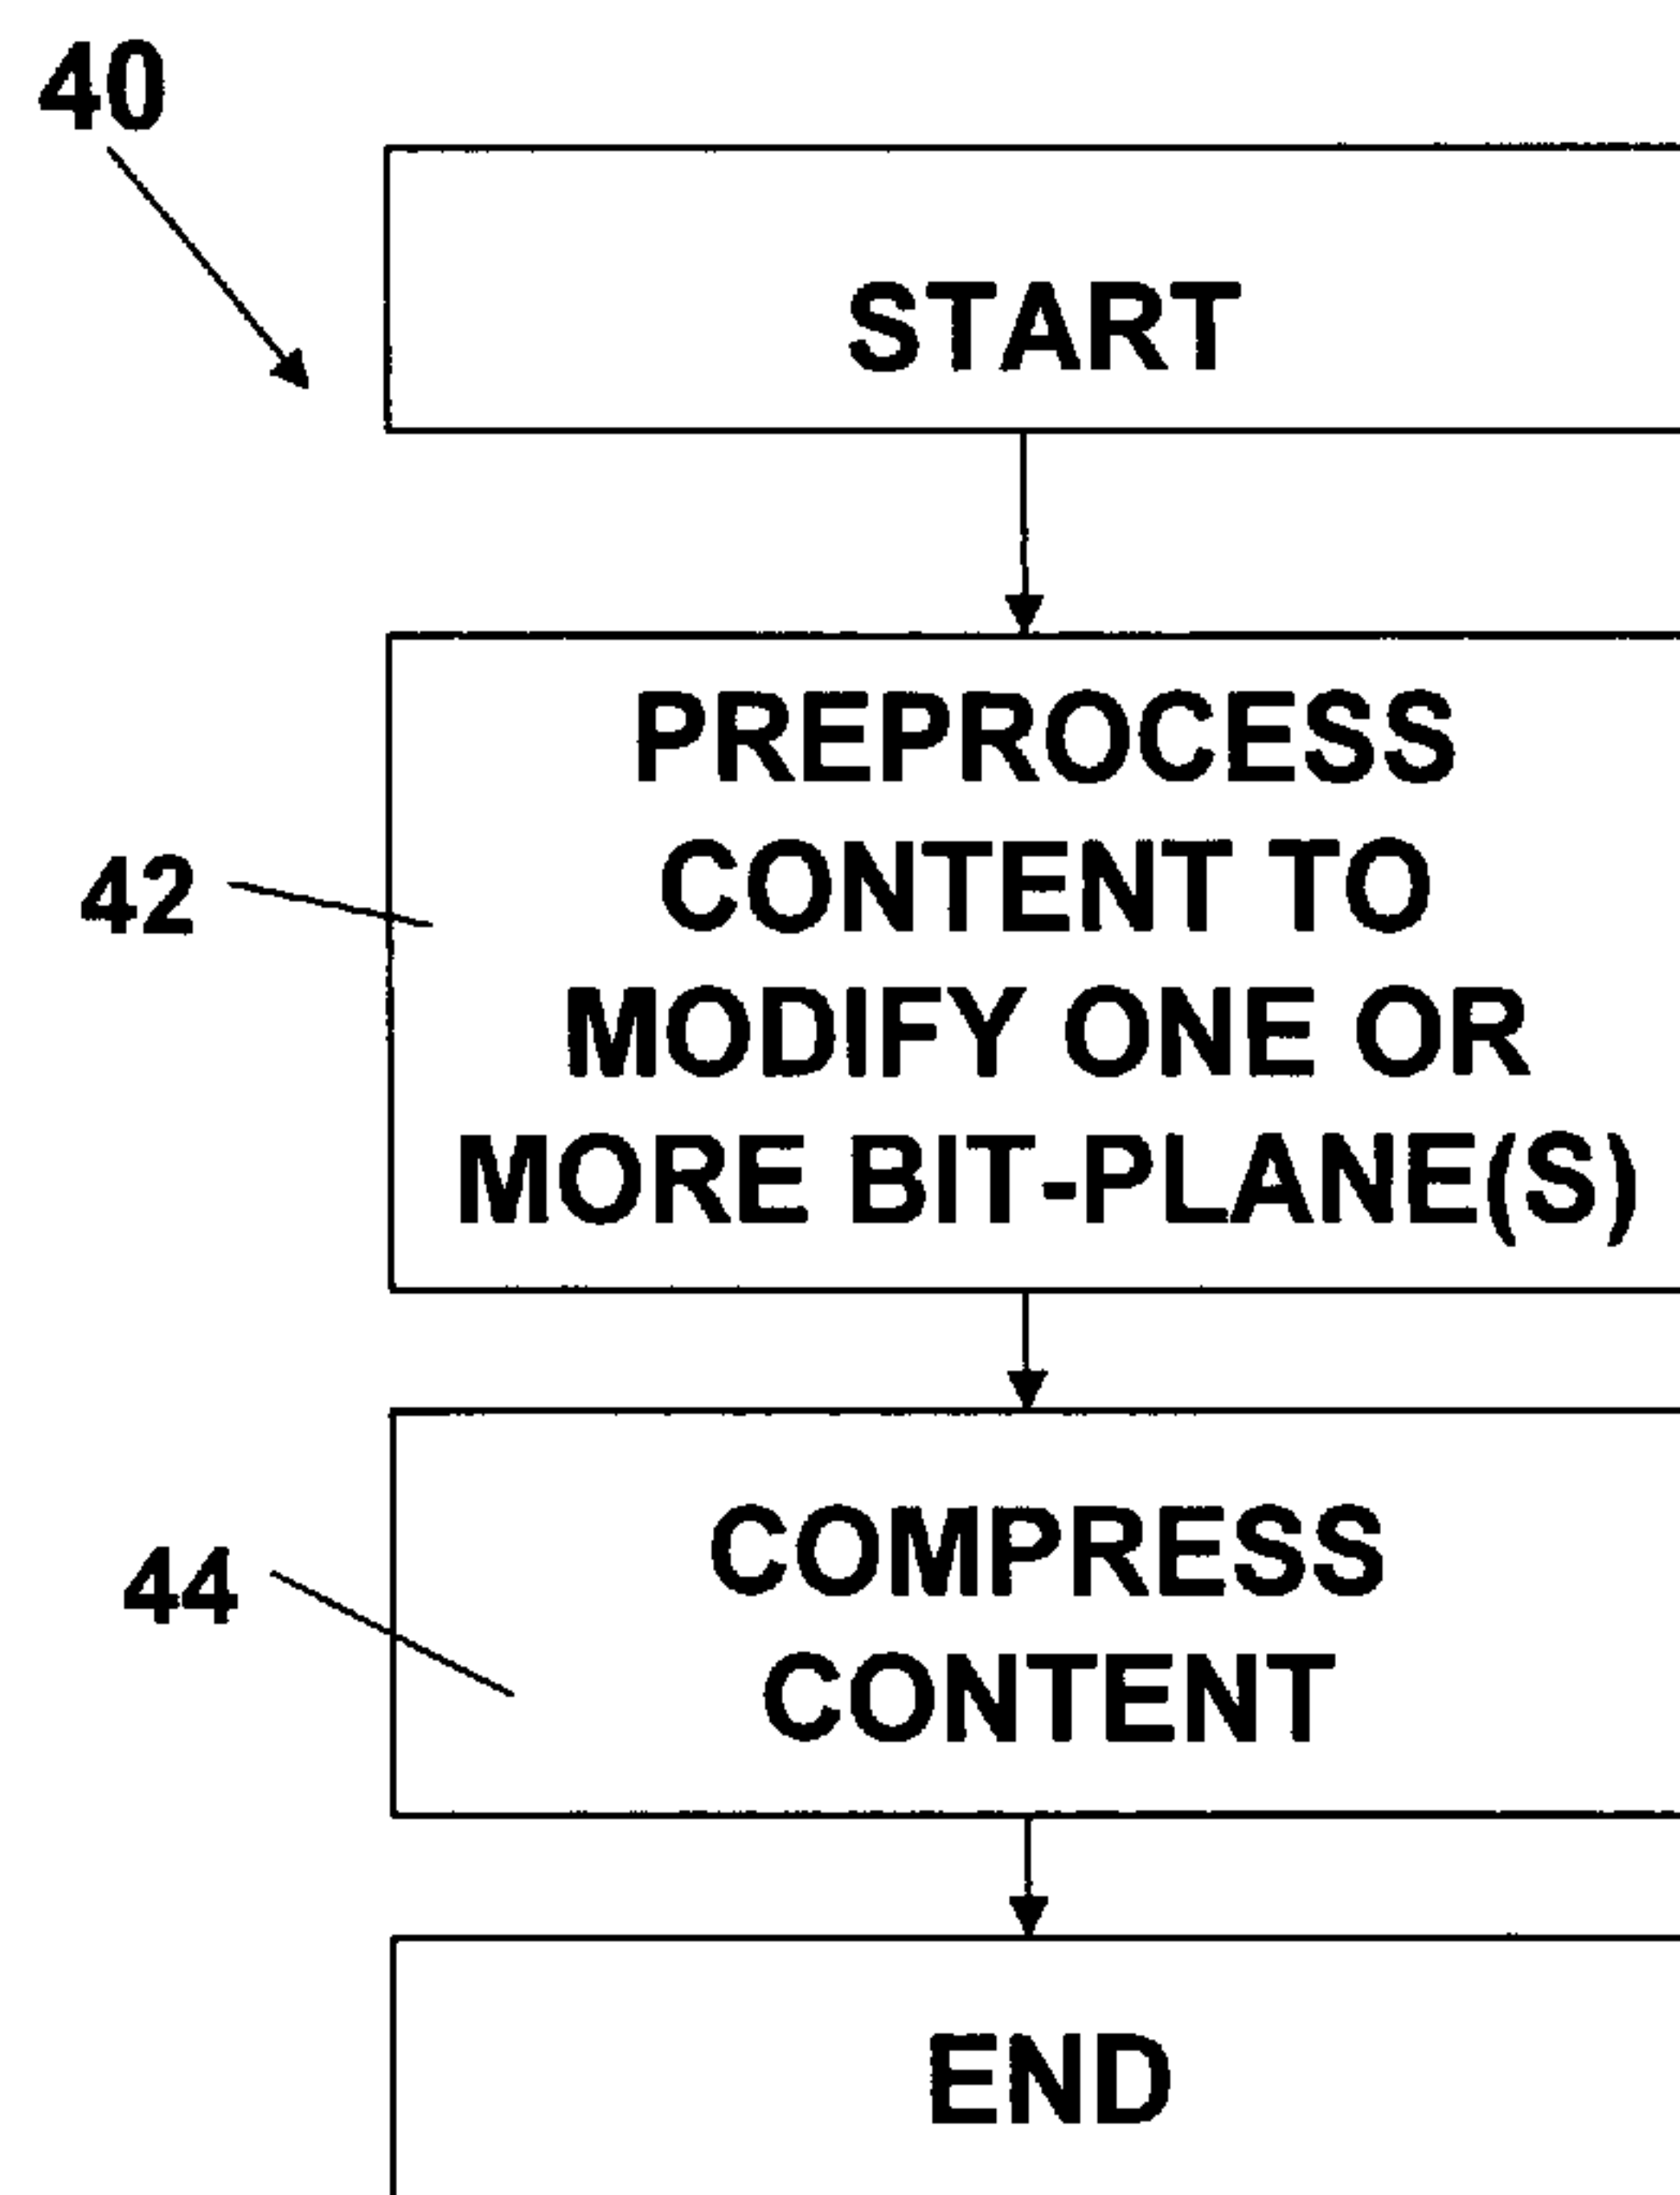 40
START
PREPROCESS
CONTENT TO
42
MODIFY ONE OR
MORE BIT-PLANE(S)
COMPRESS
44
CONTENT
END